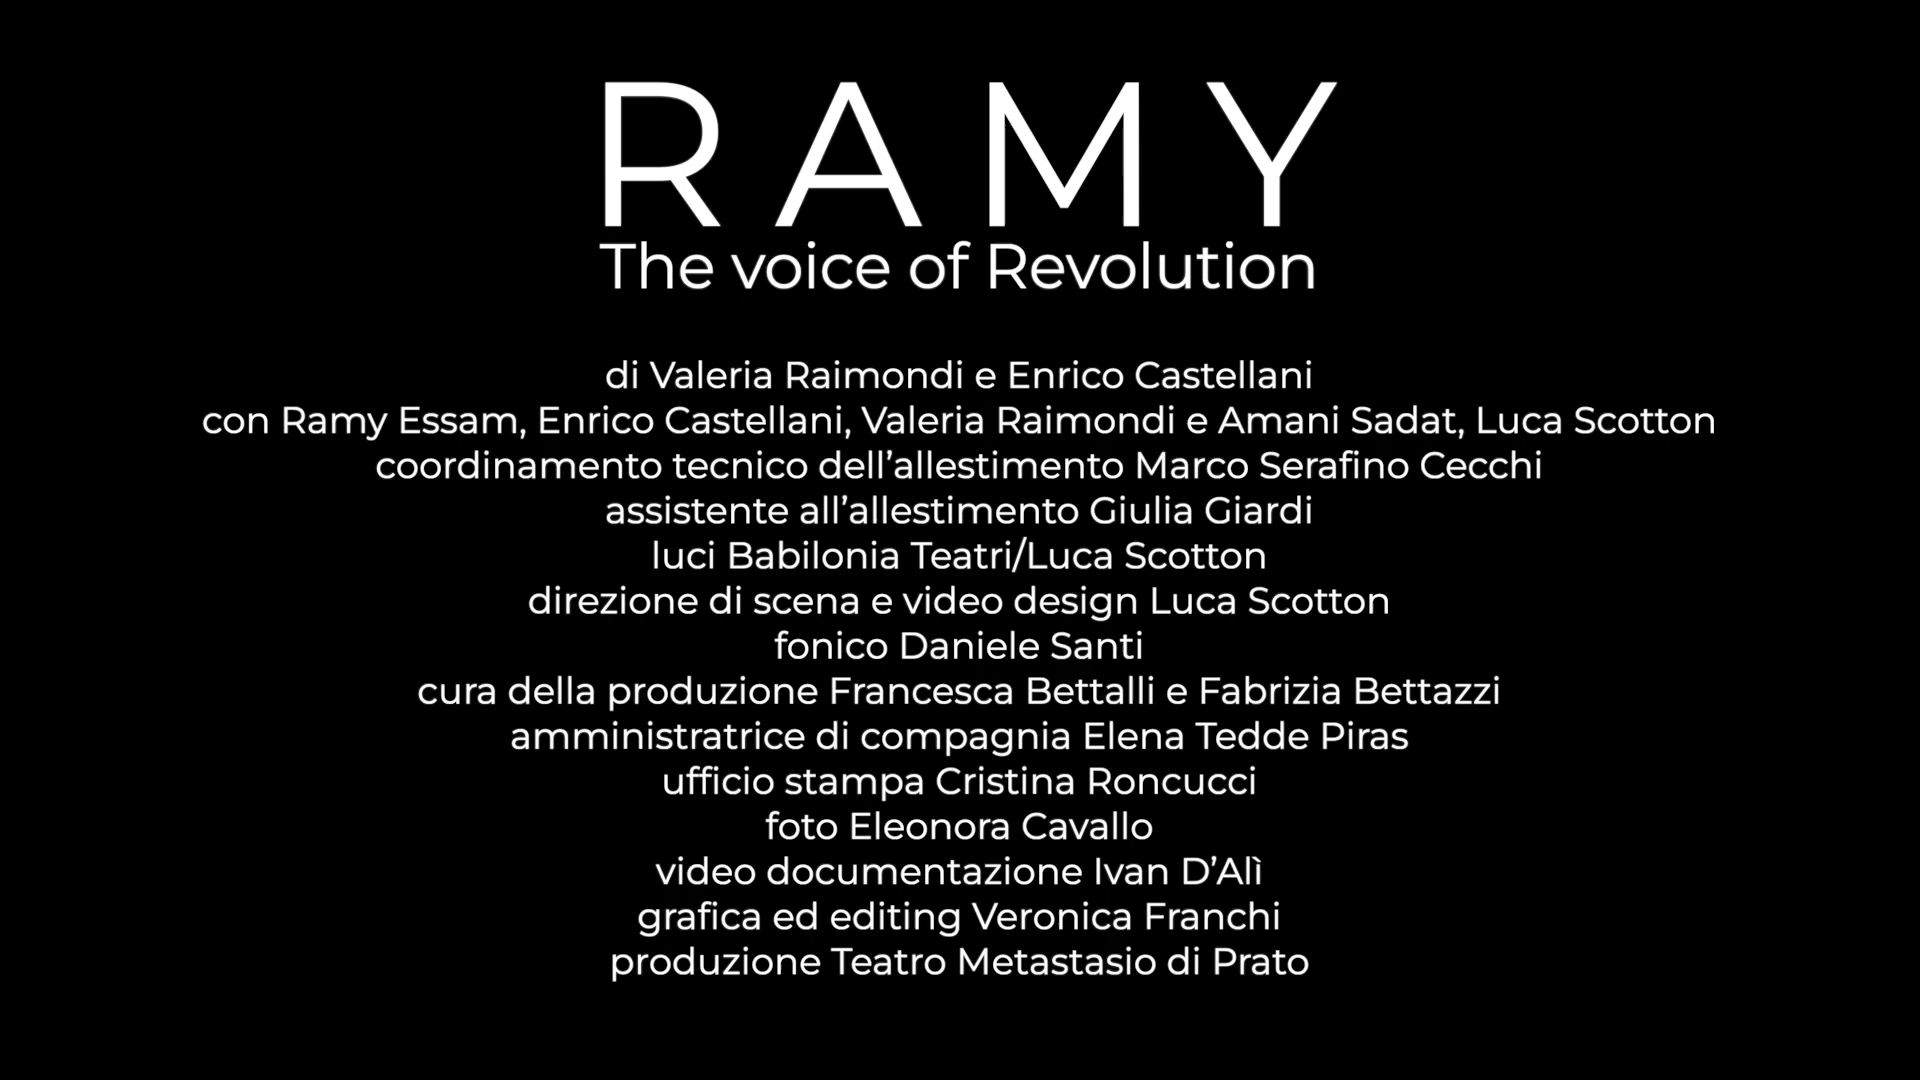 RAMY
The voice of Revolution
di Valeria Raimondi e Enrico Castellani
con Ramy Essam, Enrico Castellani, Valeria Raimondi e Amani Sadat, Luca Scotton
coordinamento tecnico dell’allestimento Marco Serafino Cecchi
assistente all’allestimento Giulia Giardi
luci Babilonia Teatri/Luca Scotton
direzione di scena e video design Luca Scotton
fonico Daniele Santi
cura della produzione Francesca Bettalli e Fabrizia Bettazzi
amministratrice di compagnia Elena Tedde Piras
ufficio stampa Cristina Roncucci
foto Eleonora Cavallo
video documentazione Ivan D’Alì
grafica ed editing Veronica Franchi
produzione Teatro Metastasio di Prato